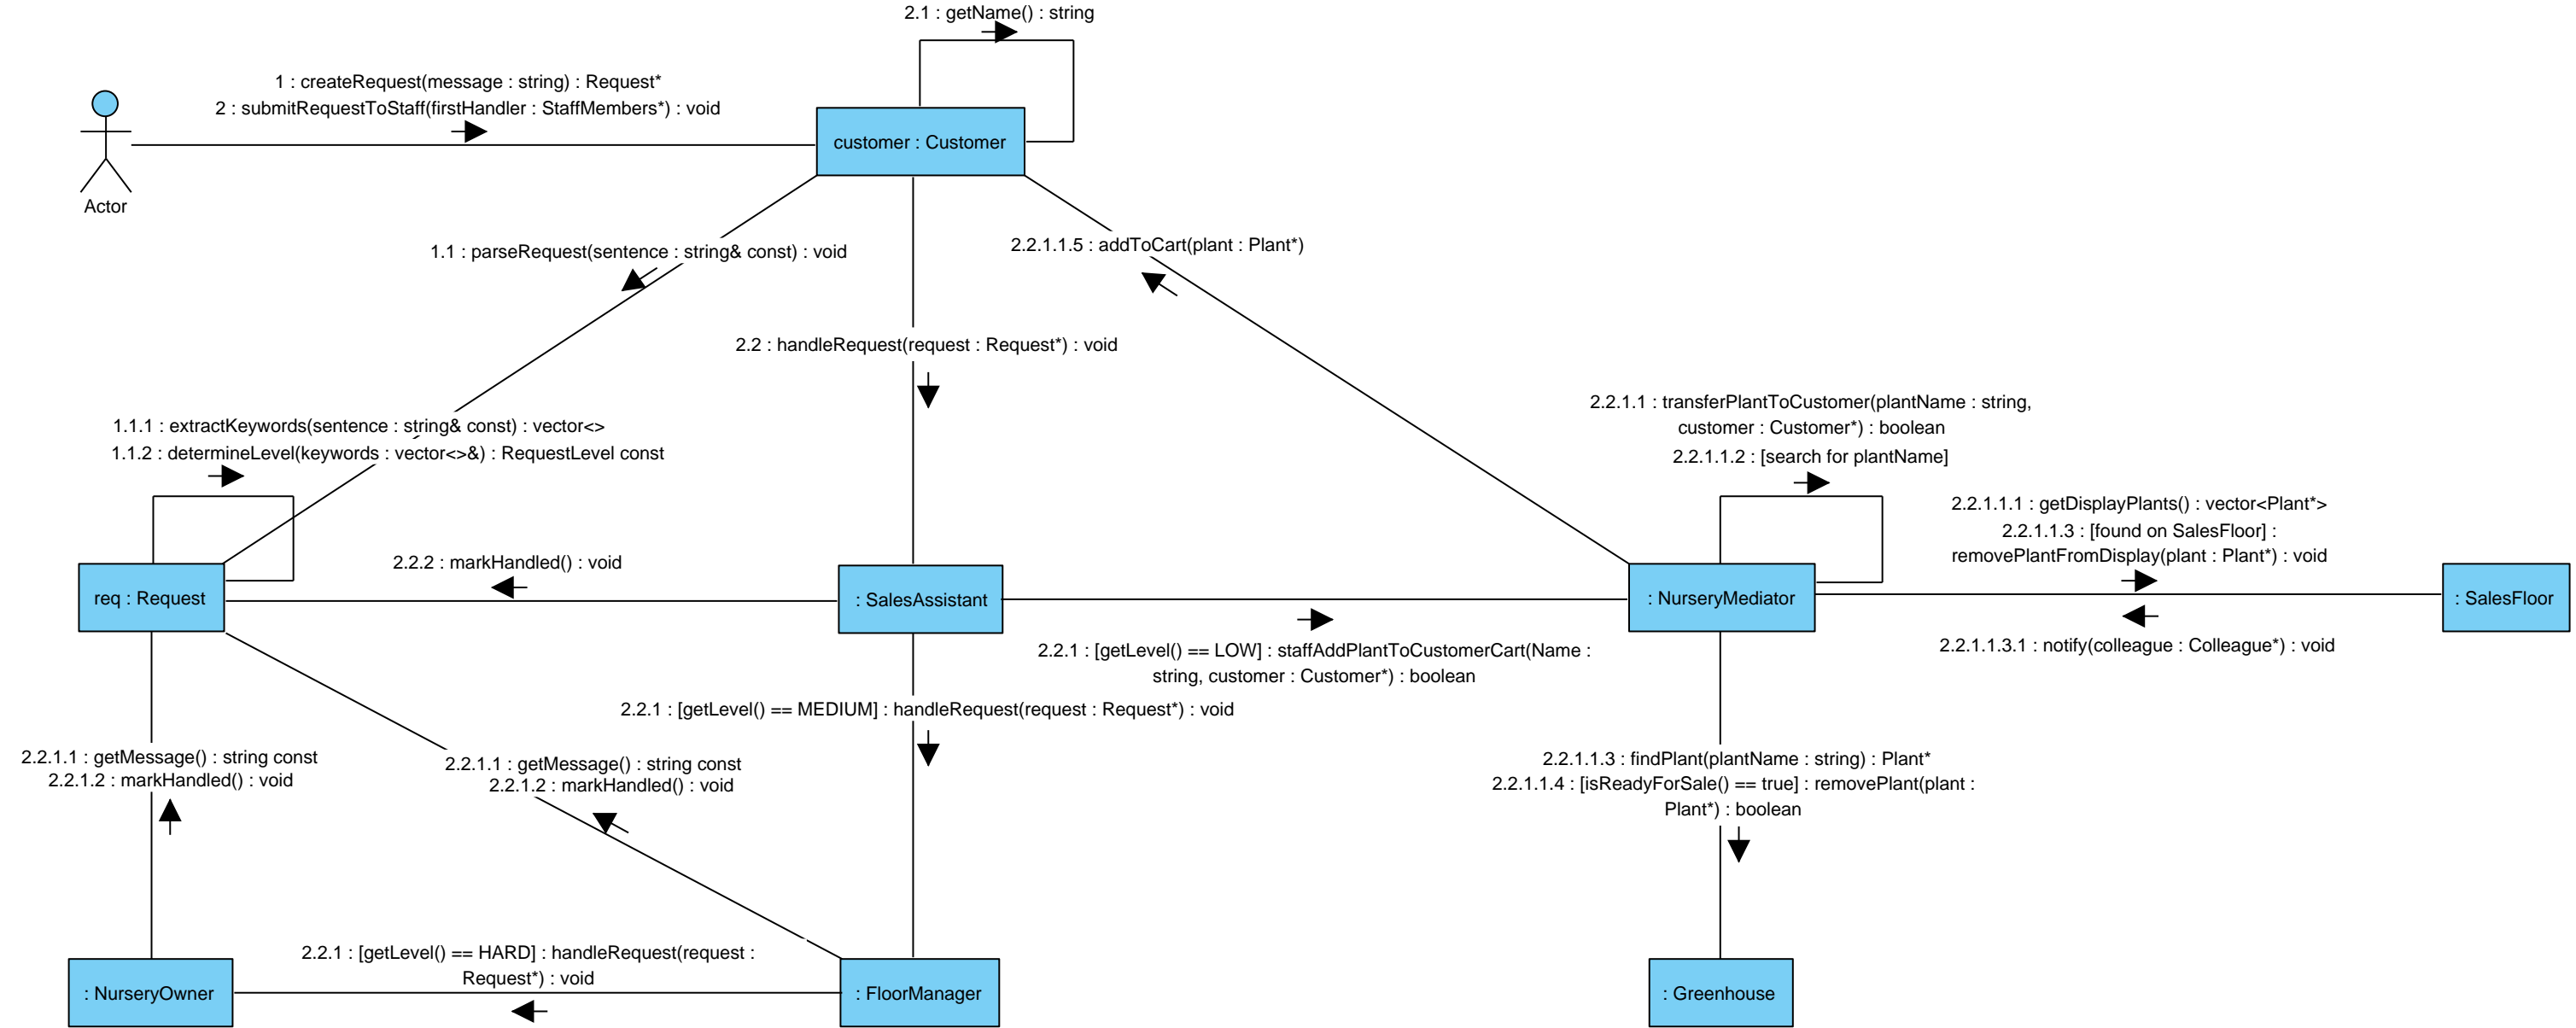 2.1 : getName() : string
1 : createRequest(message : string) : Request*
2 : submitRequestToStaff(firstHandler : StaffMembers*) : void
customer : Customer
Actor
1.1 : parseRequest(sentence : string& const) : void
2.2.1.1.5 : addToCart(plant : Plant*)
2.2 : handleRequest(request : Request*) : void
1.1.1 : extractKeywords(sentence : string& const) : vector<>
1.1.2 : determineLevel(keywords : vector<>&) : RequestLevel const
2.2.1.1 : transferPlantToCustomer(plantName : string,
customer : Customer*) : boolean
2.2.1.1.2 : [search for plantName]
2.2.1.1.1 : getDisplayPlants() : vector<Plant*>
2.2.1.1.3 : [found on SalesFloor] :
removePlantFromDisplay(plant : Plant*) : void
2.2.2 : markHandled() : void
req : Request
: SalesAssistant
: NurseryMediator
: SalesFloor
2.2.1 : [getLevel() == LOW] : staffAddPlantToCustomerCart(Name :
string, customer : Customer*) : boolean
2.2.1.1.3.1 : notify(colleague : Colleague*) : void
2.2.1 : [getLevel() == MEDIUM] : handleRequest(request : Request*) : void
2.2.1.1 : getMessage() : string const
2.2.1.2 : markHandled() : void
2.2.1.1 : getMessage() : string const
2.2.1.2 : markHandled() : void
2.2.1.1.3 : findPlant(plantName : string) : Plant*
2.2.1.1.4 : [isReadyForSale() == true] : removePlant(plant :
Plant*) : boolean
2.2.1 : [getLevel() == HARD] : handleRequest(request :
Request*) : void
: NurseryOwner
: FloorManager
: Greenhouse